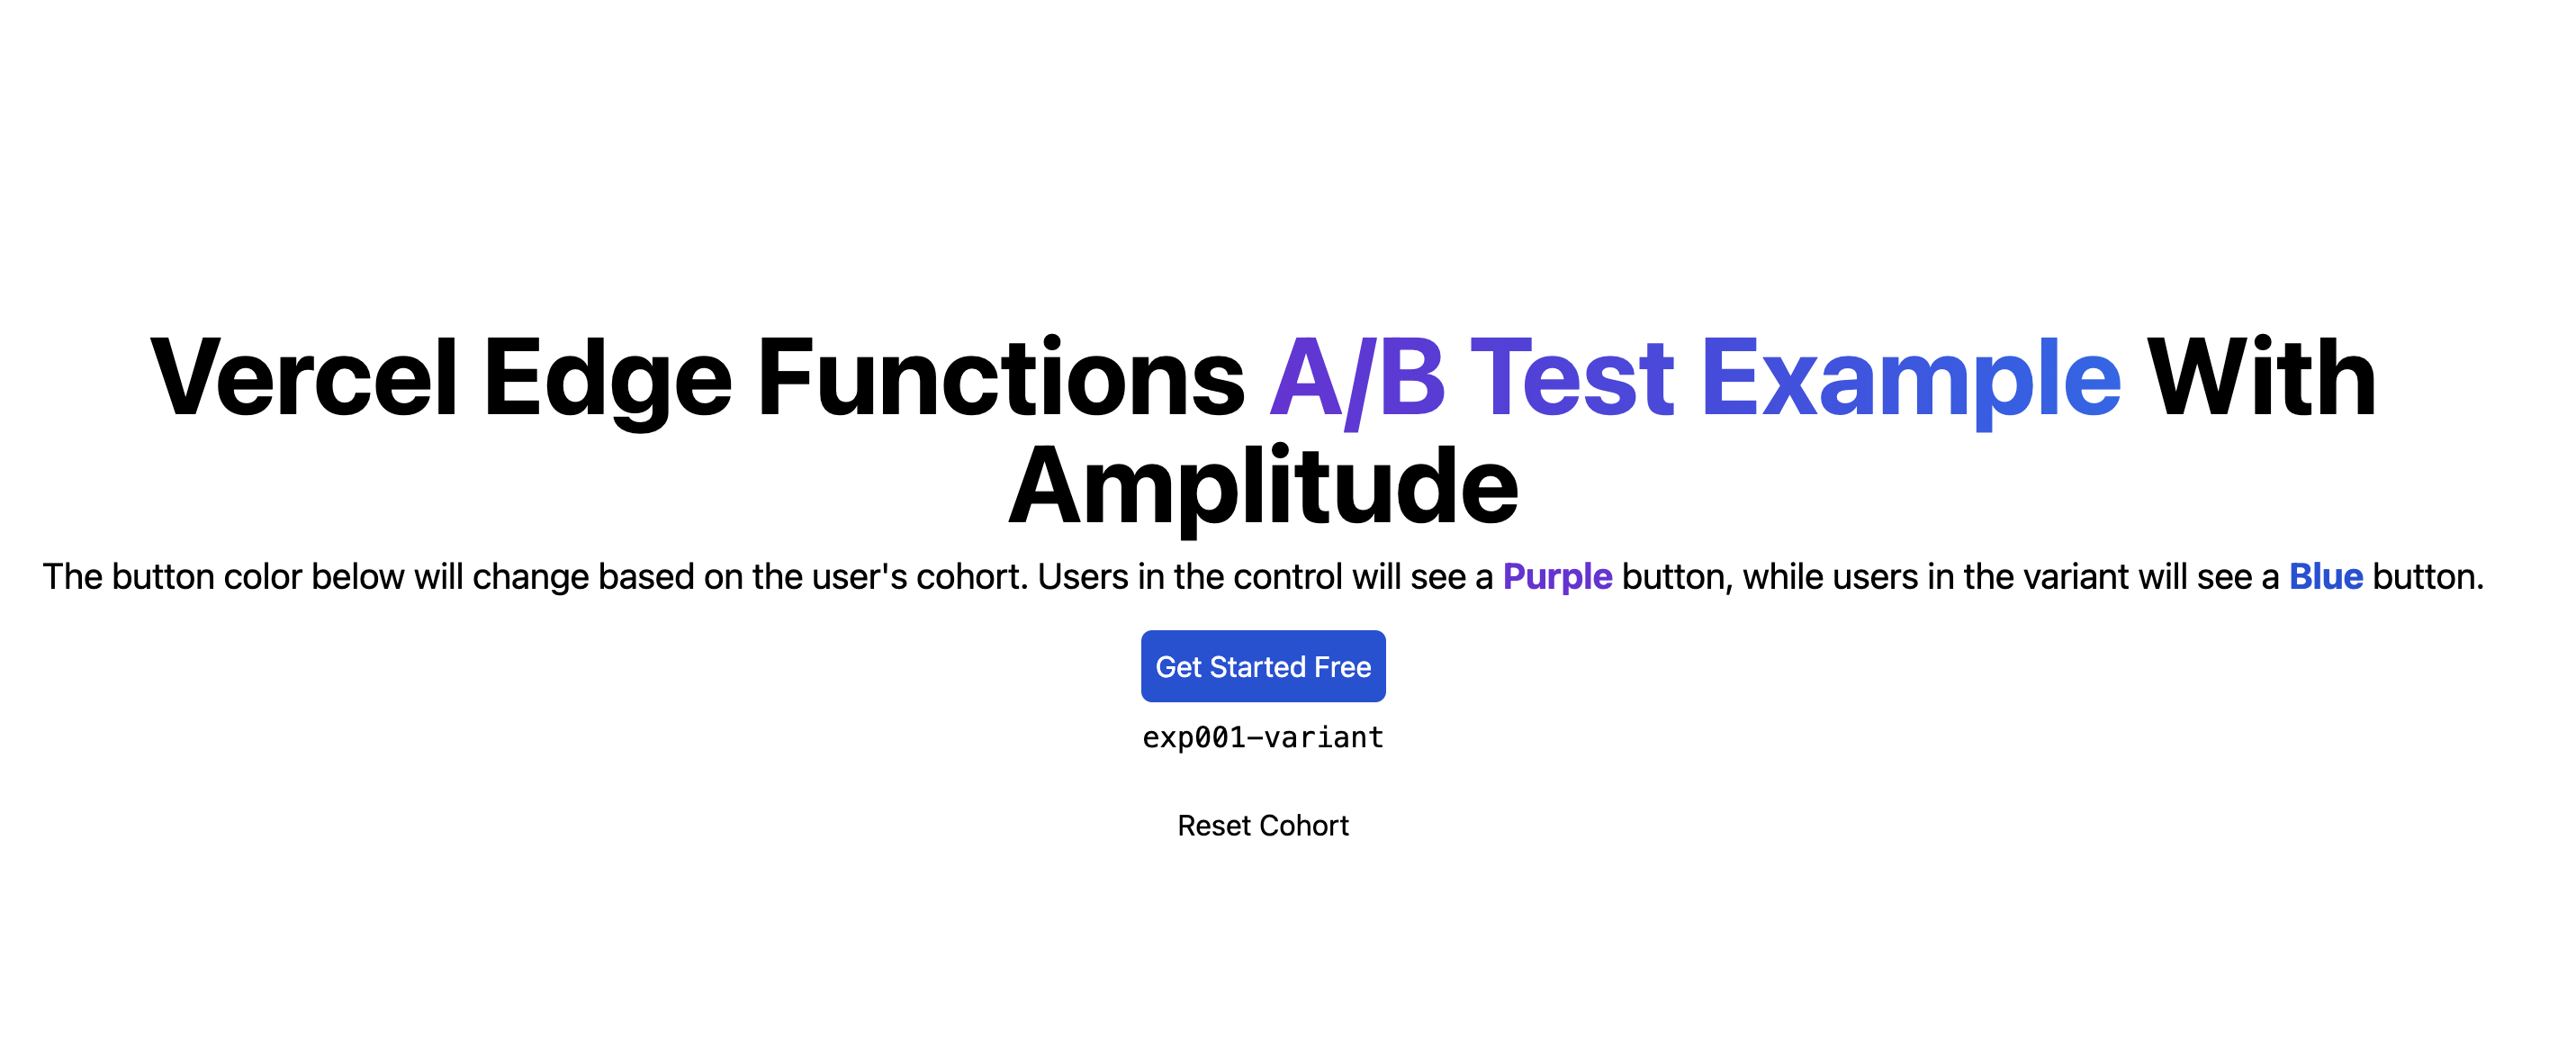 Vercel Edge Functions A/B Test Example With
Amplitude
The button color below will change based on the user's cohort. Users in the control will see a Purple button, while users in the variant will see a Blue button.
Get Started Free
exp001-variant
Reset Cohort